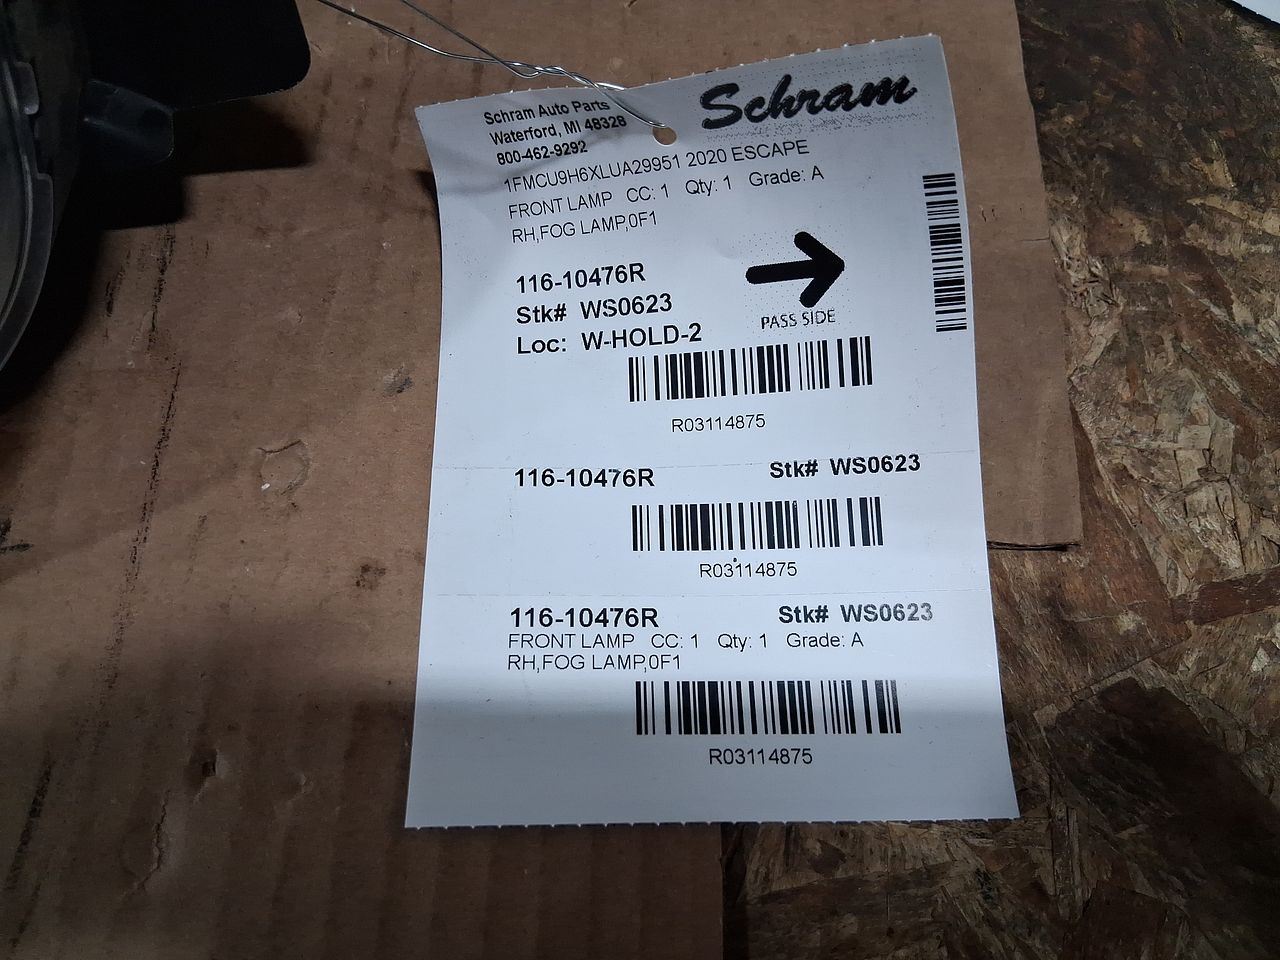 Schram Auto Parts
Waterford, MI 48328
800-462-9292
Schram
1FMCU9H6XLUA29951 2020 ESCAPE
FRONT LAMP CC: 1 Qty: 1 Grade: A
RH,FOG LAMP,0F1
116-10476R
Stk# WS0623
Loc: W-HOLD-2
PASS SIDE
R03114875
116-10476R Stk# WS0623
R03114875
116-10476R Stk# WS0623
FRONT LAMP CC: 1 Qty: 1 Grade: A
RH,FOG LAMP,0F1
R03114875